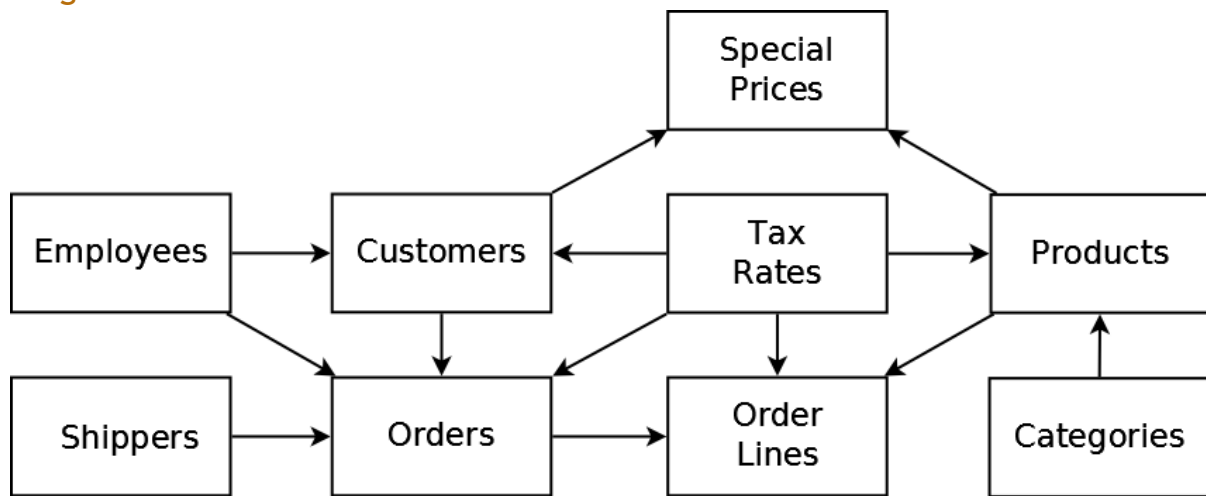 Special
Prices
Employees
Customers
Tax
Rates
Products
Shippers
Orders
Order
Lines
Categories